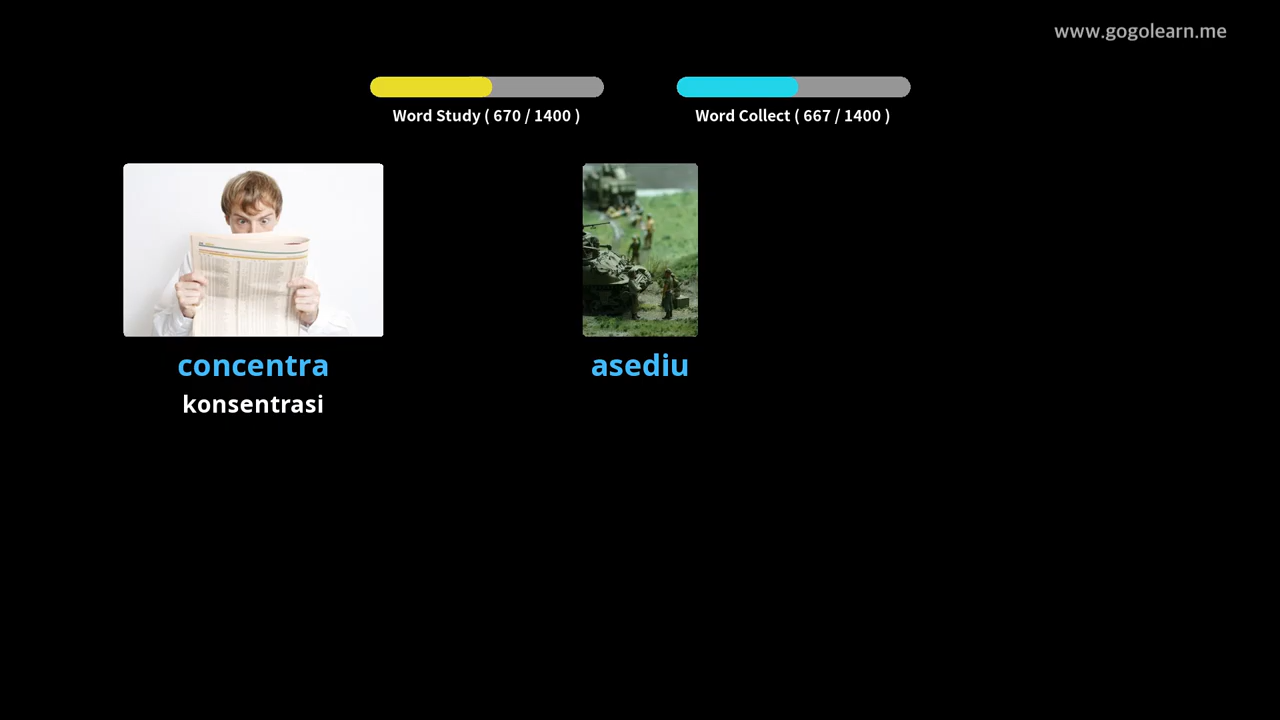 www.gogolearn.me
Word Study ( 670 / 1400 )
Word Collect ( 667 / 1400 )
concentra
konsentrasi
asediu